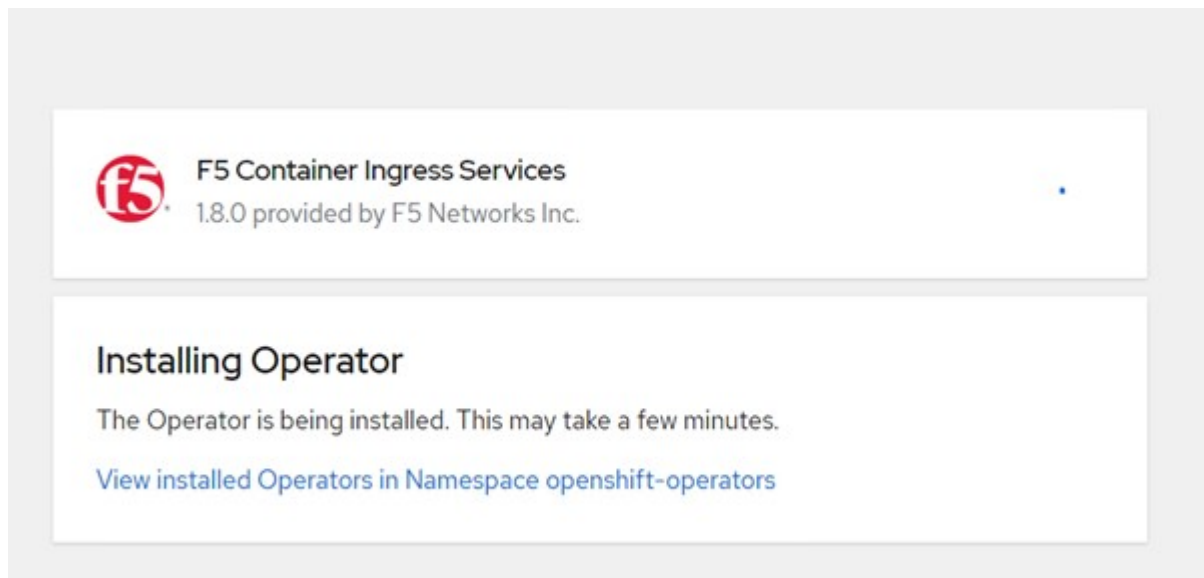 f5
F5 Container Ingress Services
1.8.0 provided by F5 Networks Inc.
Installing Operator
The Operator is being installed. This may take a few minutes.
View installed Operators in Namespace openshift-operators